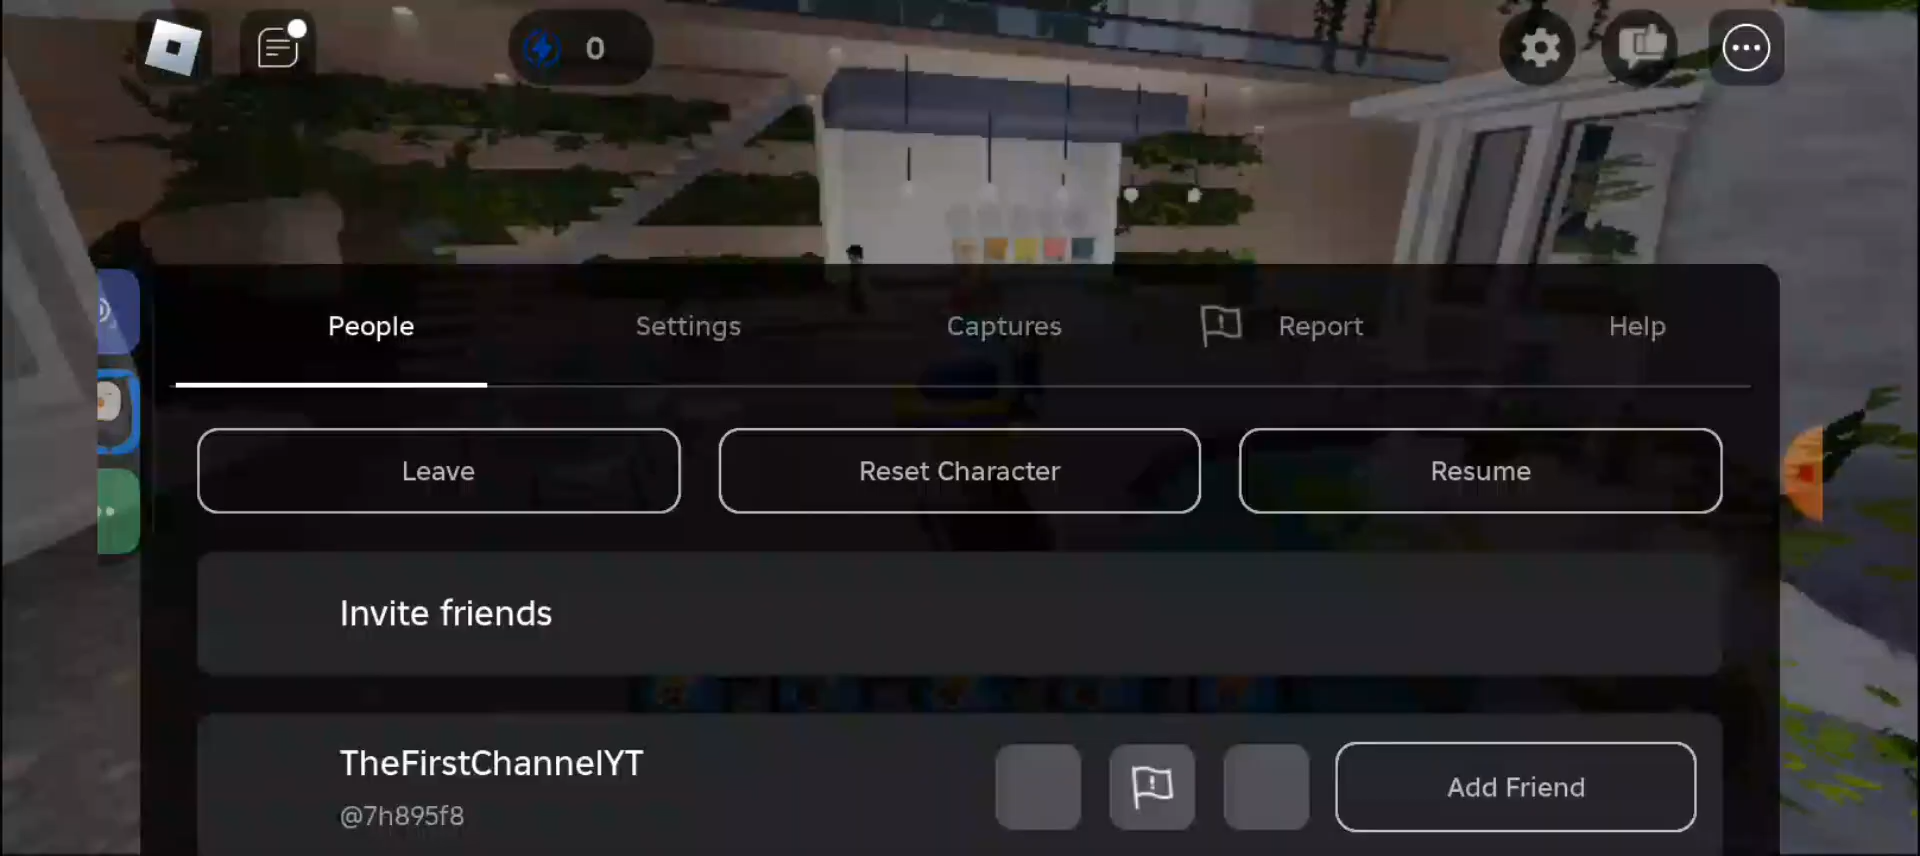 0
People
Settings
Captures
Report
Help
Leave
Reset Character
Resume
Invite friends
TheFirstChannelYT
@7h895f8
Add Friend